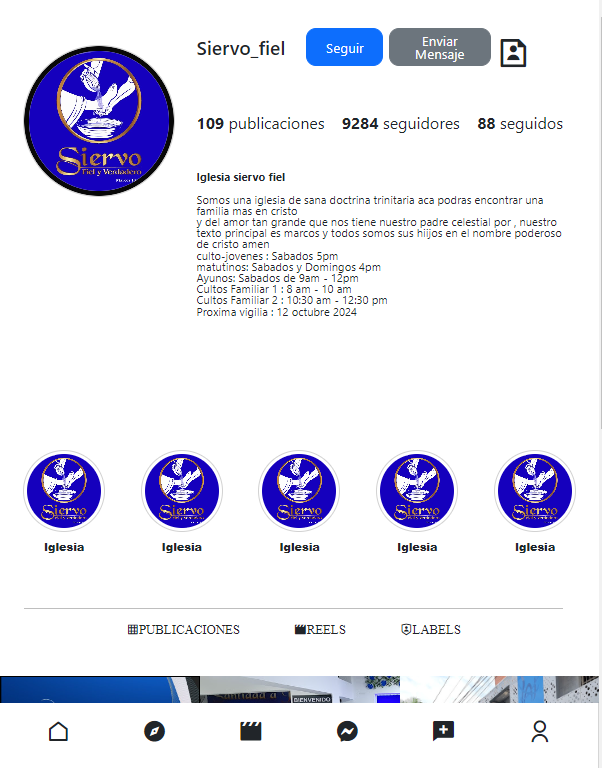 Siervo_fiel
Seguir
Enviar
Mensaje
109 publicaciones 9284 seguidores 88 seguidos
Siervo
Fiel y Verdadero
Iglesia siervo fiel
Somos una iglesia de sana doctrina trinitaria aca podras encontrar una
familia mas en cristo
y del amor tan grande que nos tiene nuestro padre celestial por , nuestro
texto principal es marcos y todos somos sus hiijos en el nombre poderoso
de cristo amen
culto-jovenes : Sabados 5pm
matutinos: Sabados y Domingos 4pm
Ayunos: Sabados de 9am - 12pm
Cultos Familiar 1 : 8 am - 10 am
Cultos Familiar 2 : 10:30 am - 12:30 pm
Proxima vigilia : 12 octubre 2024
Siervo Siervo Siervo Siervo Siervo
Iglesia Iglesia Iglesia Iglesia Iglesia
PUBLICACIONES REELS LABELS
BIENVENIDO